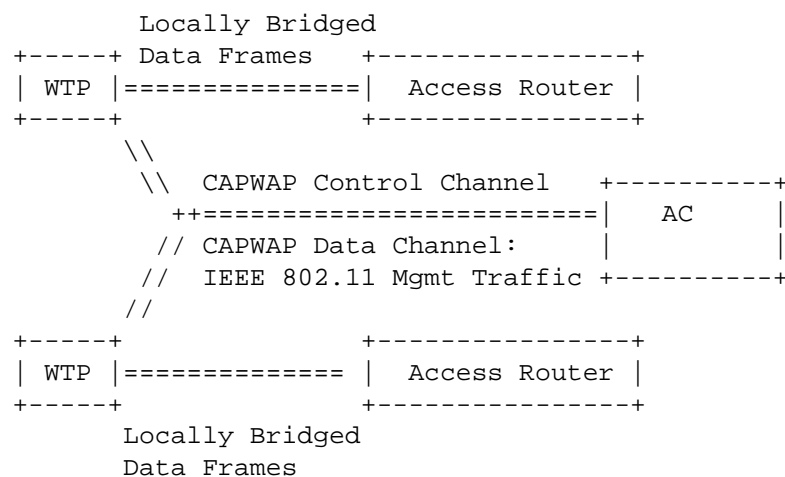 Locally Bridged
Data Frames
WTP
Access Router
CAPWAP Control Channel
AC
CAPWAP Data Channel:
IEEE 802.11 Mgmt Traffic
WTP
Access Router
Locally Bridged
Data Frames